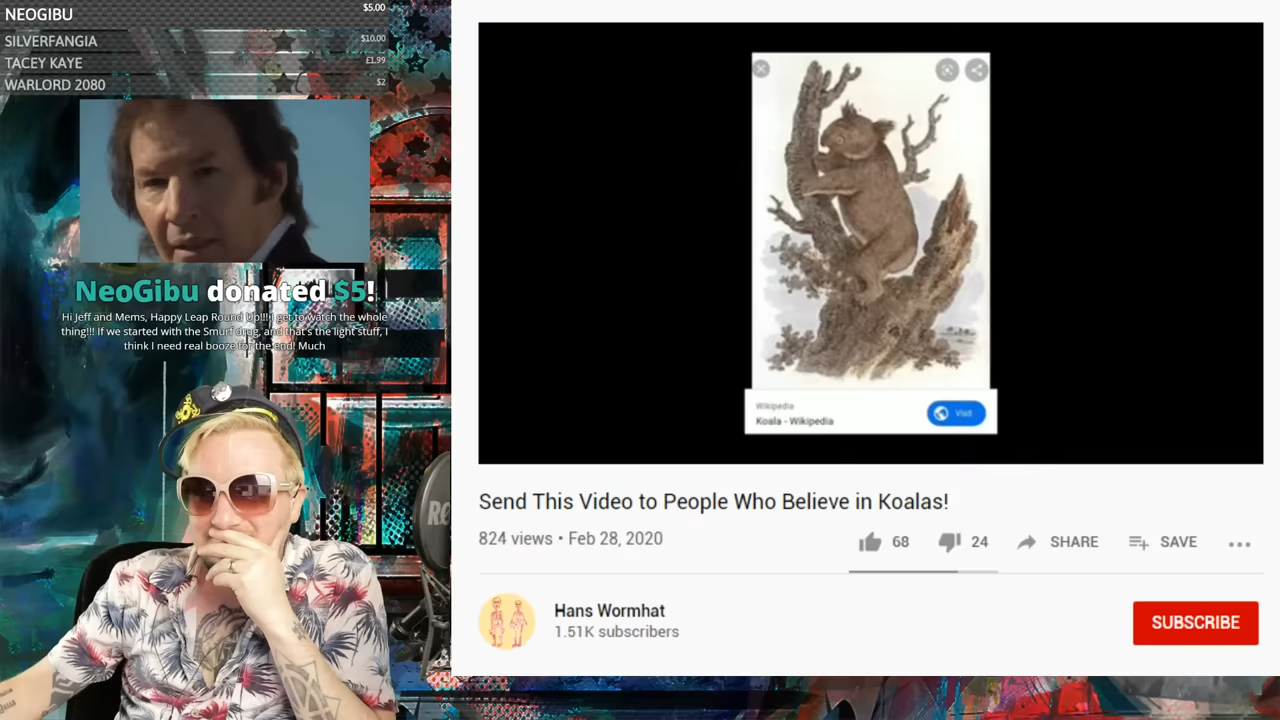 NEOGIBU $5.00
SILVERFANGIA $10.00
TACEY KAYE £1.99
WARLORD 2080 $2
NeoGibu donated $5!
Hi Jeff and Mems, Happy Leap Round Up!!! I get to watch the whole
thing!!! If we started with the Smurf drug, and that's the light stuff, I
think I need real booze for the end! Much
Wikipedia
Koala - Wikipedia
Visit
Send This Video to People Who Believe in Koalas!
824 views • Feb 28, 2020
68
24
SHARE
SAVE
Hans Wormhat
1.51K subscribers
SUBSCRIBE